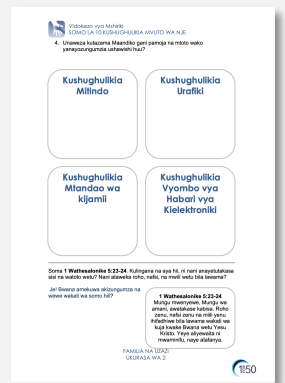 Vidokezo vya Mshiriki
SOMO LA 10 KUSHUGHULIKIA MVUTO WA NJE
4. Unaweza kutazama Maandiko gani pamoja na mtoto wako
yanayozungumzia ushawishi huu?
Kushughulikia
Mitindo
Kushughulikia
Urafiki
Kushughulikia
Mtandao wa
kijamii
Kushughulikia
Vyombo vya
Habari vya
Kielektroniki
Soma 1 Wathesalonike 5:23-24. Kulingana na aya hii, ni nani anayetutakasa
sisi na watoto wetu? Nani ataweka roho, nafsi, na mwili wetu bila lawama?
Je! Bwana amekuwa akizungumza na
wewe wakati wa somo hili?
1 Wathesalonike 5:23-24
Mungu mwenyewe, Mungu wa
amani, awatakase kabisa. Roho
zenu, nafsi zenu na miili yenu
ihifadhiwe bila lawama wakati wa
kuja kwake Bwana wetu Yesu
Kristo. Yeye aliyewaita ni
mwaminifu, naye atafanya.
FAMILIA NA UZAZI
UKURASA WA 2
1150